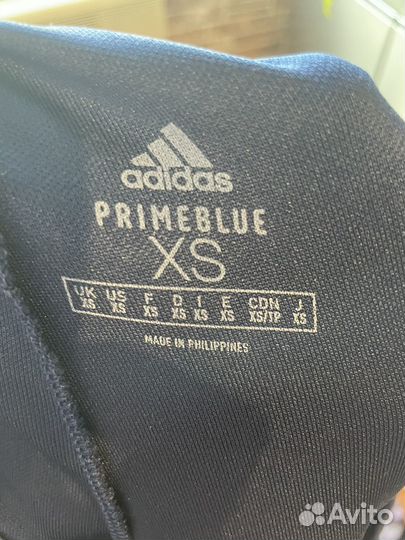 adidas
PRIMEBLUE
XS
UK US F D I E CDN J
XS XS XS XS XS XS XS/TP XS
MADE IN PHILIPPINES
Avito